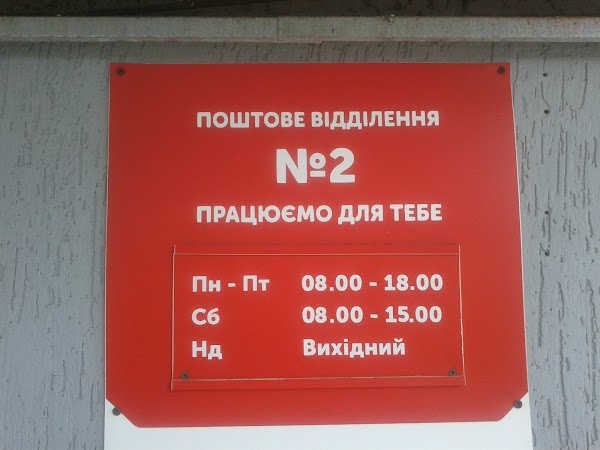 ПОШТОВЕ ВІДДІЛЕННЯ
№2
ПРАЦЮЄМО ДЛЯ ТЕБЕ
Пн - Пт 08.00 - 18.00
Сб 08.00 - 15.00
Нд Вихідний